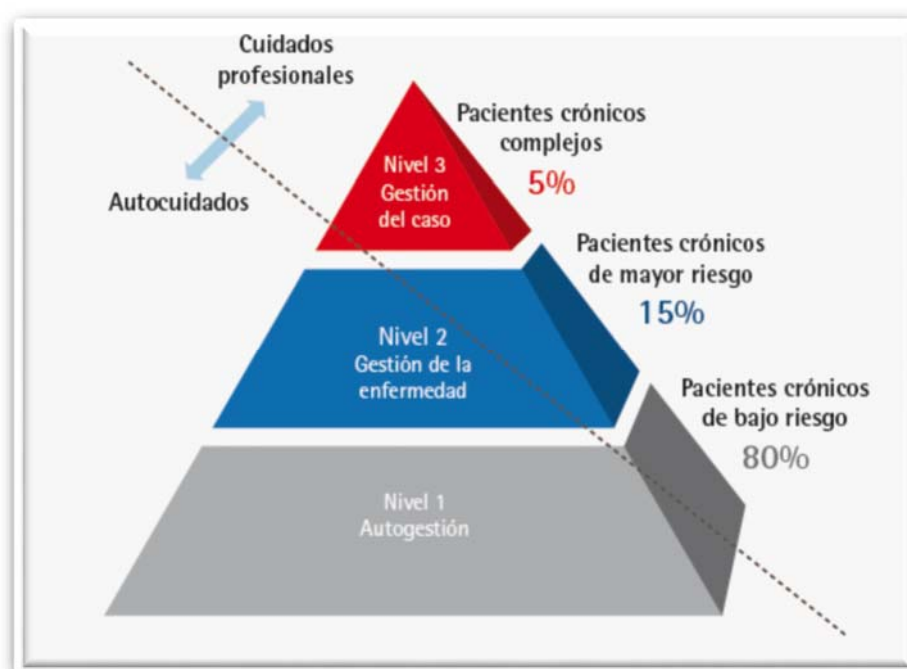 Cuidados
profesionales
Autocuidados
Nivel 3
Gestión
del caso
Pacientes crónicos
complejos
5%
Nivel 2
Gestión de la
enfermedad
Pacientes crónicos
de mayor riesgo
15%
Nivel 1
Autogestión
Pacientes crónicos
de bajo riesgo
80%